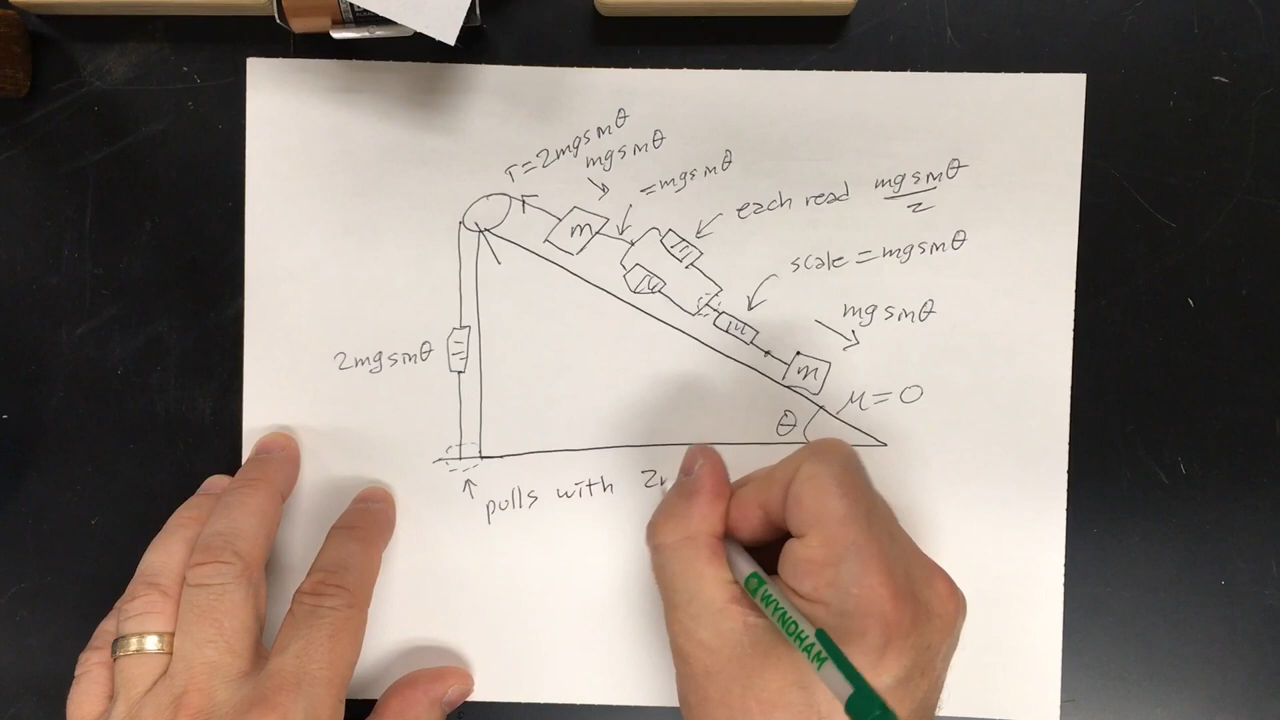 T=2mgsinθ
mgsinθ
=mgsinθ
each read mgsinθ/2
scale=mgsinθ
mgsinθ
m
m
2mgsinθ
μ=0
θ
pulls with 2
WYNDHAM